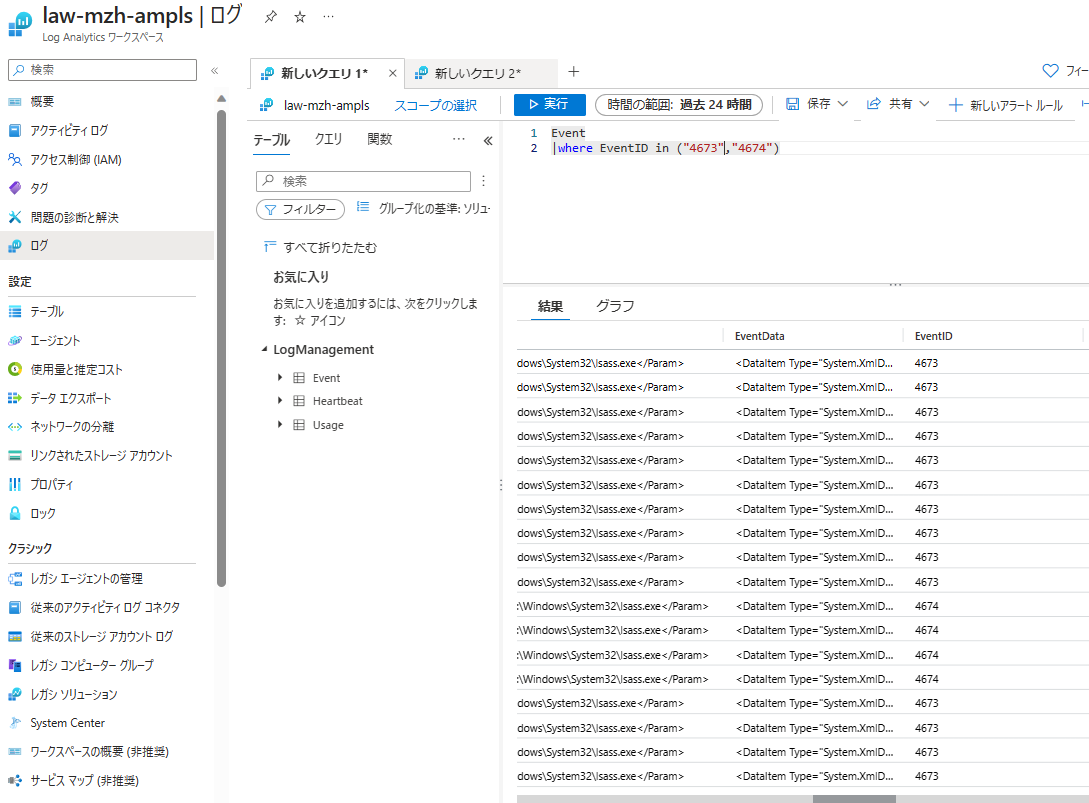 law-mzh-ampls | ログ
Log Analytics ワークスペース
検索
概要
アクティビティ ログ
アクセス制御 (IAM)
タグ
問題の診断と解決
ログ
設定
テーブル
エージェント
使用量と推定コスト
データ エクスポート
ネットワークの分離
リンクされたストレージ アカウント
プロパティ
ロック
クラシック
レガシ エージェントの管理
従来のアクティビティ ログ コネクタ
従来のストレージ アカウント ログ
レガシ コンピューター グループ
レガシ ソリューション
System Center
ワークスペースの概要 (非推奨)
サービス マップ (非推奨)
新しいクエリ 1*
新しいクエリ 2*
フィー
law-mzh-ampls
スコープの選択
実行
時間の範囲: 過去 24 時間
保存
共有
新しいアラート ルール
テーブル
クエリ
関数
検索
フィルター
グループ化の基準: ソリュ-
すべて折りたたむ
お気に入り
お気に入りを追加するには、次をクリックしま
す: ☆ アイコン
LogManagement
Event
Heartbeat
Usage
1 Event
2 |where EventID in ("4673","4674")
結果
グラフ
EventData EventID
dows\System32\lsass.exe</Param> <DataItem Type="System.XmlD... 4673
dows\System32\lsass.exe</Param> <DataItem Type="System.XmlD... 4673
dows\System32\lsass.exe</Param> <DataItem Type="System.XmlD... 4673
dows\System32\lsass.exe</Param> <DataItem Type="System.XmlD... 4673
dows\System32\lsass.exe</Param> <DataItem Type="System.XmlD... 4673
dows\System32\lsass.exe</Param> <DataItem Type="System.XmlD... 4673
dows\System32\lsass.exe</Param> <DataItem Type="System.XmlD... 4673
dows\System32\lsass.exe</Param> <DataItem Type="System.XmlD... 4673
dows\System32\lsass.exe</Param> <DataItem Type="System.XmlD... 4673
dows\System32\lsass.exe</Param> <DataItem Type="System.XmlD... 4673
:\Windows\System32\lsass.exe</Param> <DataItem Type="System.XmlD... 4674
:\Windows\System32\lsass.exe</Param> <DataItem Type="System.XmlD... 4674
:\Windows\System32\lsass.exe</Param> <DataItem Type="System.XmlD... 4674
:\Windows\System32\lsass.exe</Param> <DataItem Type="System.XmlD... 4674
dows\System32\lsass.exe</Param> <DataItem Type="System.XmlD... 4673
dows\System32\lsass.exe</Param> <DataItem Type="System.XmlD... 4673
dows\System32\lsass.exe</Param> <DataItem Type="System.XmlD... 4673
dows\System32\lsass.exe</Param> <DataItem Type="System.XmlD... 4673